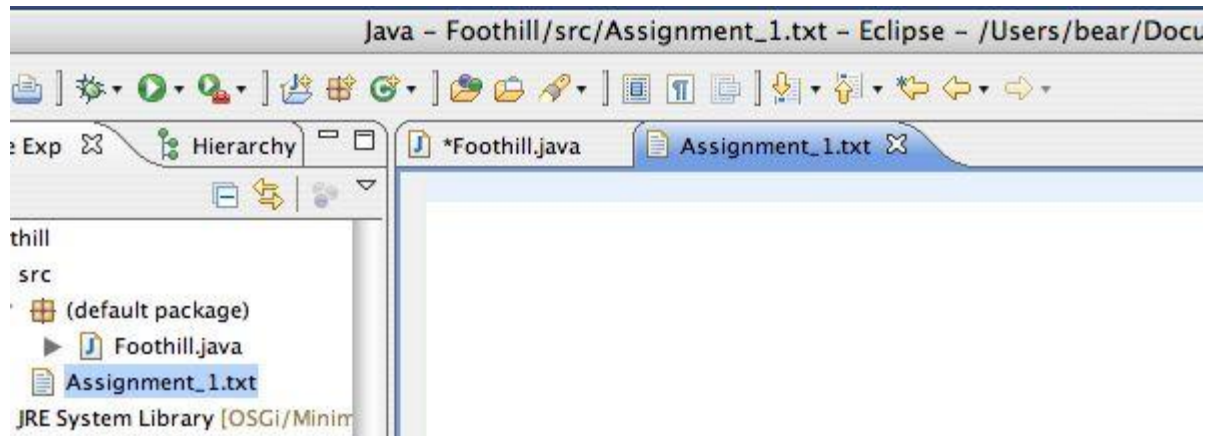 Java – Foothill/src/Assignment_1.txt – Eclipse – /Users/bear/Docu
e Exp
Hierarchy
*Foothill.java
Assignment_1.txt
thill
src
(default package)
Foothill.java
Assignment_1.txt
JRE System Library [OSGi/Minim